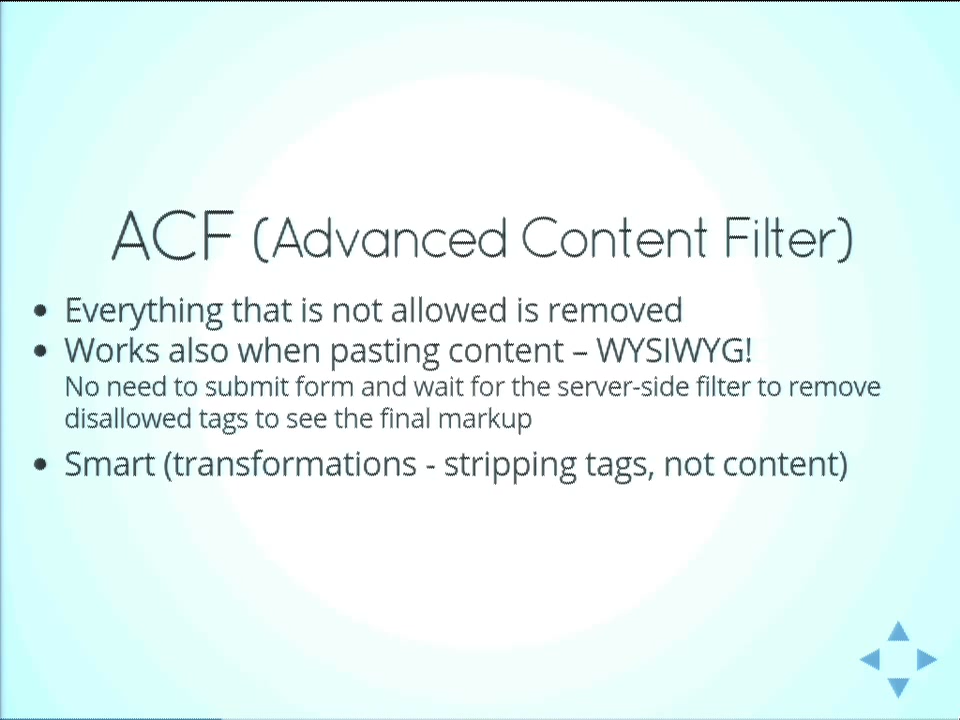 ACF (Advanced Content Filter)
• Everything that is not allowed is removed
• Works also when pasting content – WYSIWYG!
No need to submit form and wait for the server-side filter to remove
disallowed tags to see the final markup
• Smart (transformations - stripping tags, not content)